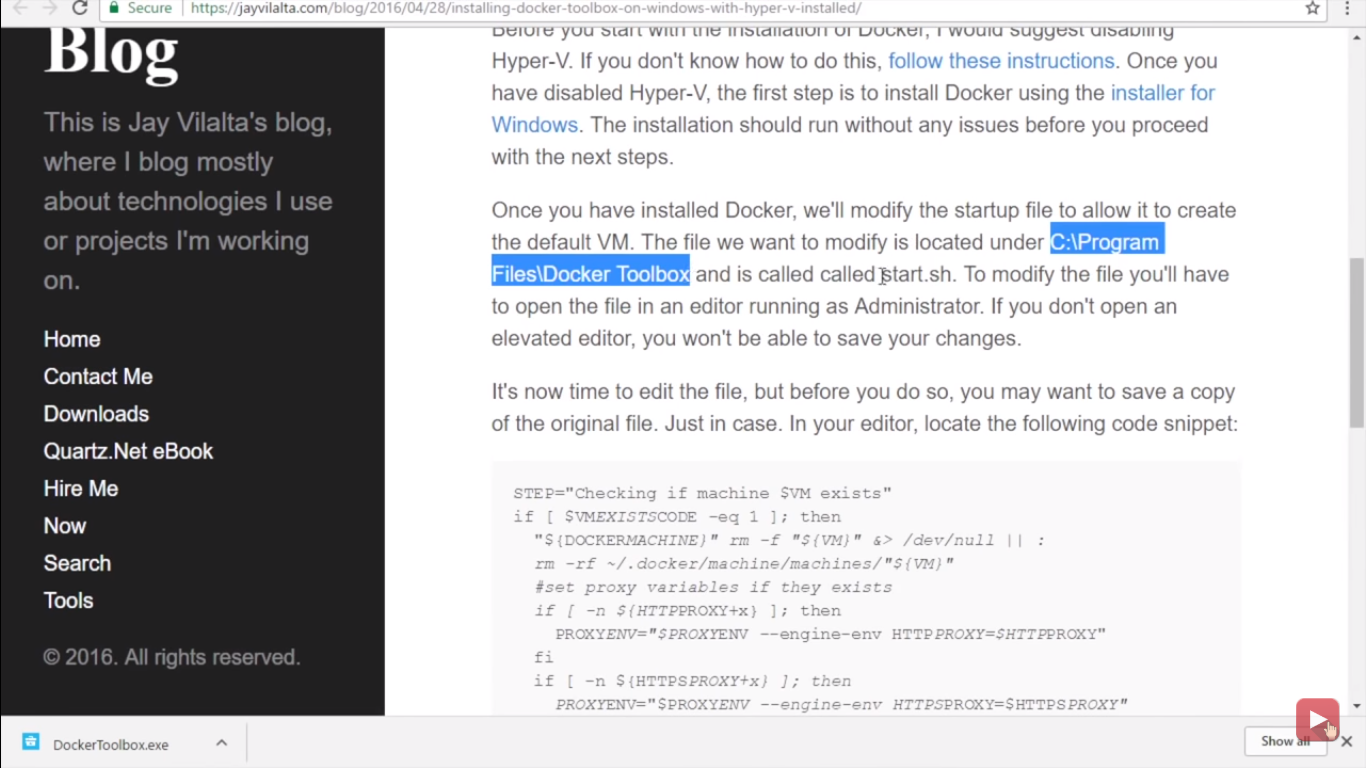 Secure https://jayvilalta.com/blog/2016/04/28/installing-docker-toolbox-on-windows-with-hyper-v-installed/
Blog
This is Jay Vilalta's blog,
where I blog mostly
about technologies I use
or projects I'm working
on.
Home
Contact Me
Downloads
Quartz.Net eBook
Hire Me
Now
Search
Tools
© 2016. All rights reserved.
Before you start with the installation of Docker, I would suggest disabling
Hyper-V. If you don't know how to do this, follow these instructions. Once you
have disabled Hyper-V, the first step is to install Docker using the installer for
Windows. The installation should run without any issues before you proceed
with the next steps.
Once you have installed Docker, we'll modify the startup file to allow it to create
the default VM. The file we want to modify is located under C:\Program
Files\Docker Toolbox and is called called start.sh. To modify the file you'll have
to open the file in an editor running as Administrator. If you don't open an
elevated editor, you won't be able to save your changes.
It's now time to edit the file, but before you do so, you may want to save a copy
of the original file. Just in case. In your editor, locate the following code snippet:
STEP="Checking if machine $VM exists"
if [ $VMEXISTSCODE -eq 1 ]; then
"${DOCKERMACHINE}" rm -f "${VM}" &> /dev/null || :
rm -rf ~/.docker/machine/machines/"${VM}"
#set proxy variables if they exists
if [ -n ${HTTPPROXY+x} ]; then
PROXYENV="$PROXYENV --engine-env HTTPPROXY=$HTTPPROXY"
fi
if [ -n ${HTTPSPROXY+x} ]; then
PROXYENV="$PROXYENV --engine-env HTTPSPROXY=$HTTPSPROXY"
DockerToolbox.exe
Show all